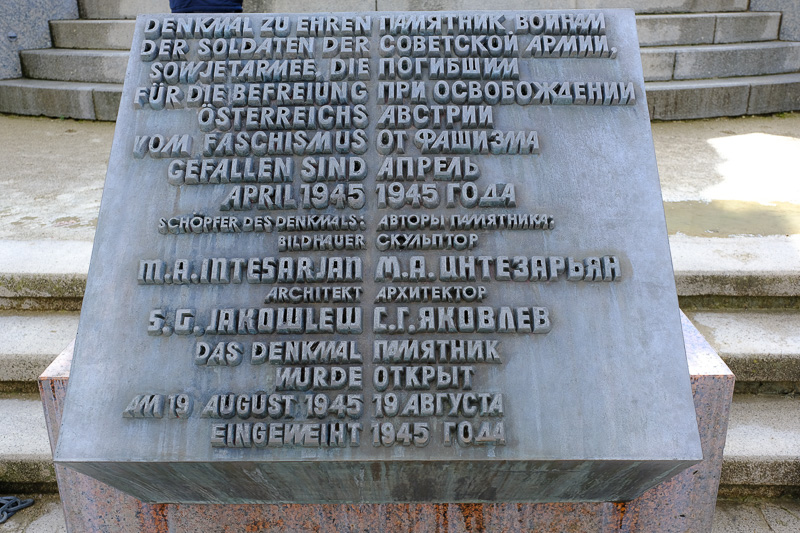 DENKMAL ZU EHREN ПАМЯТНИК ВОИНАМ
DER SOLDATEN DER СОВЕТСКОЙ АРМИИ,
SOWJETARMEE, DIE ПОГИБШИМ
FÜR DIE BEFREIUNG ПРИ ОСВОБОЖДЕНИИ
ÖSTERREICHS АВСТРИИ
VOM FASCHISMUS ОТ ФАШИЗМА
GEFALLEN SIND АПРЕЛЬ
APRIL 1945 1945 ГОДА
SCHÖPFER DES DENKMALS: АВТОРЫ ПАМЯТНИКА:
BILDHAUER СКУЛЬПТОР
M.A.INTESARJAN М.А.ИНТЕЗАРЬЯН
ARCHITEKT АРХИТЕКТОР
S.G.JAKOWLEW С.Г.ЯКОВЛЕВ
DAS DENKMAL ПАМЯТНИК
WURDE ОТКРЫТ
AM 19 AUGUST 1945 19 АВГУСТА
EINGEWEIHT 1945 ГОДА